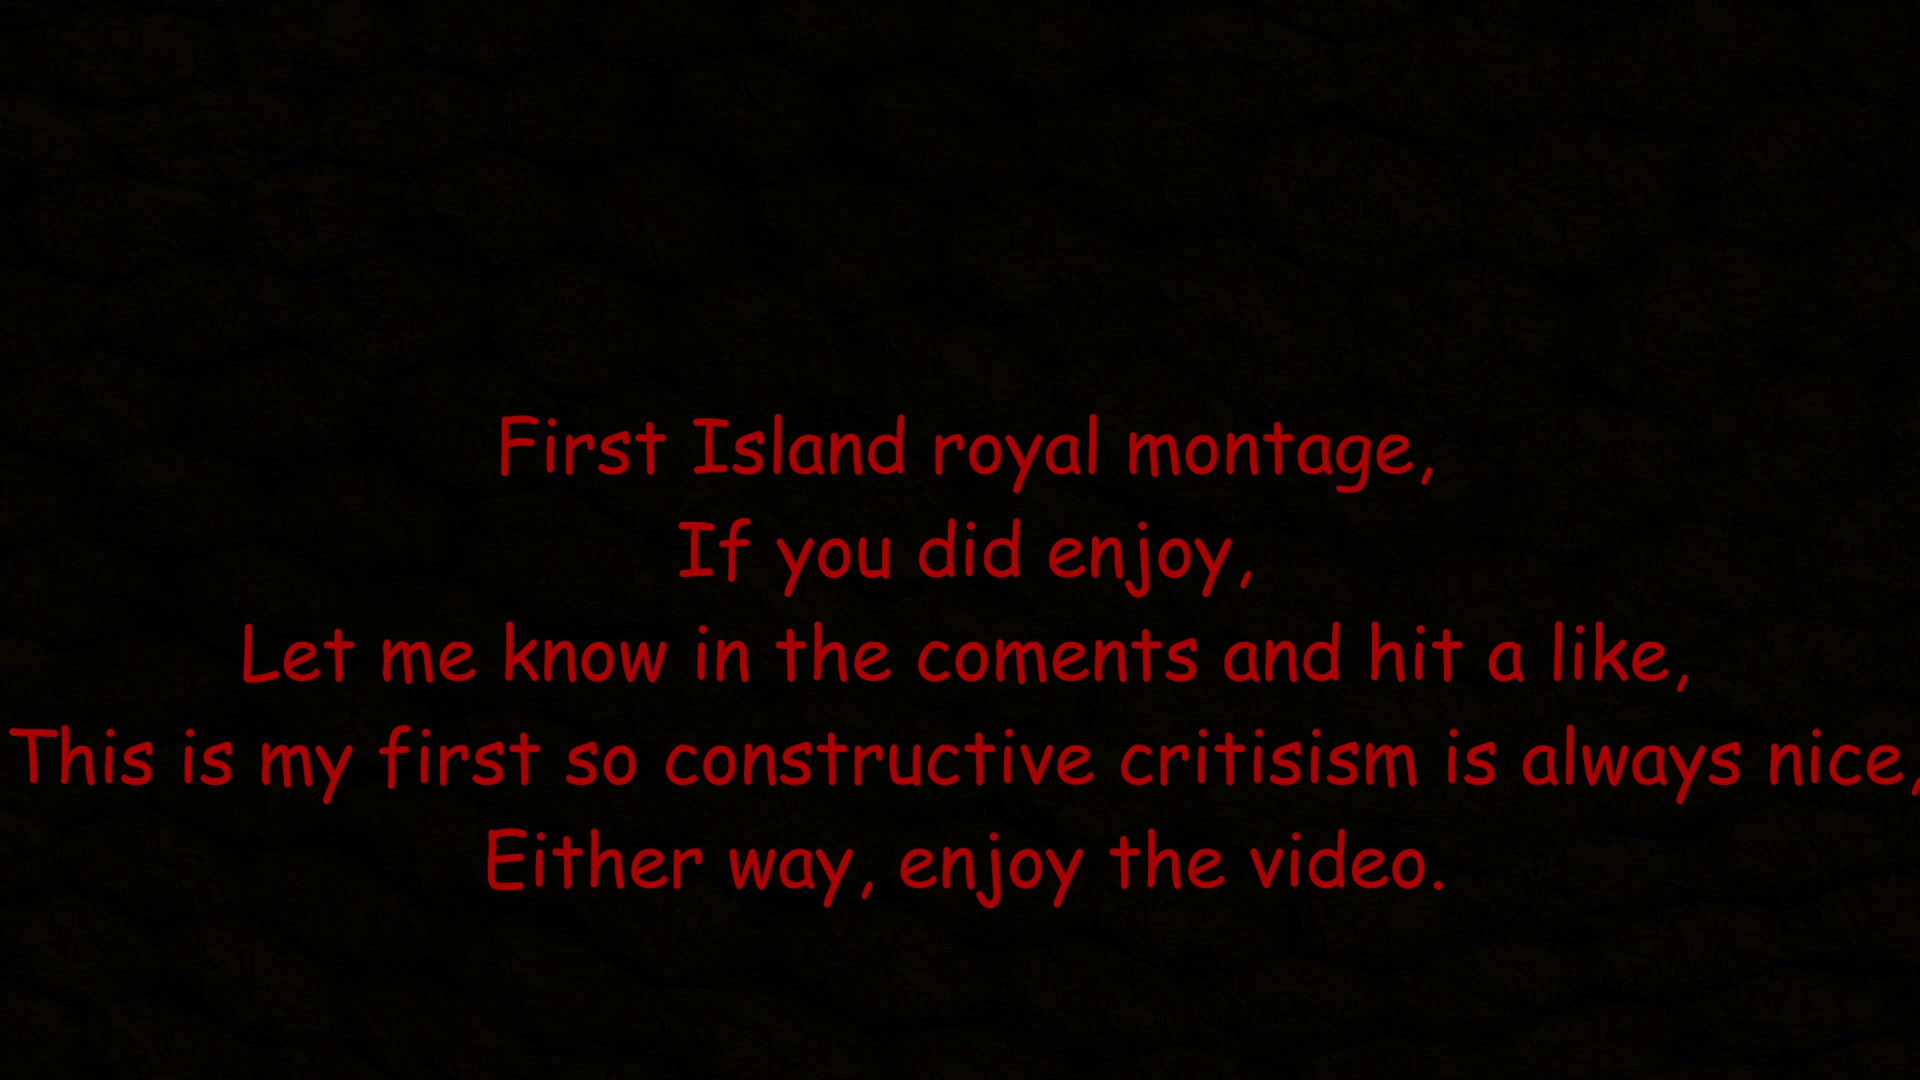 First Island royal montage,
If you did enjoy,
Let me know in the coments and hit a like,
This is my first so constructive critisism is always nice,
Either way, enjoy the video.